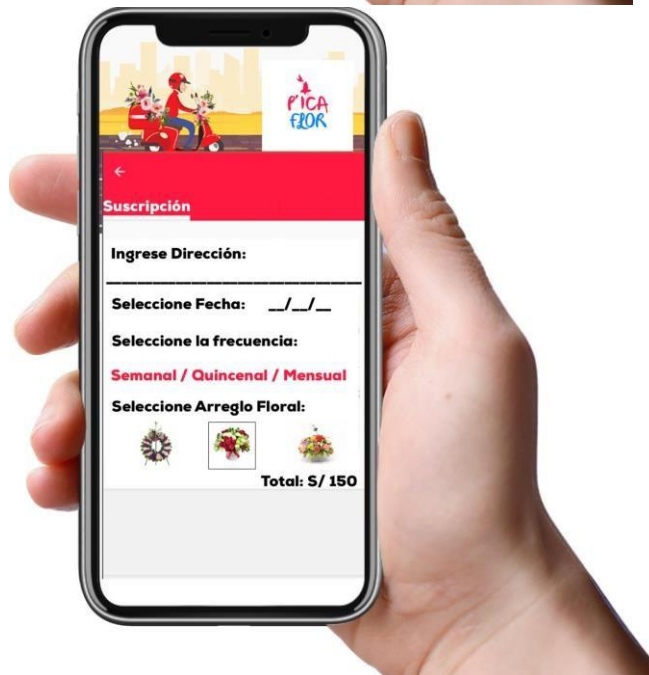 PICA
FLOR
Suscripción
Ingrese Dirección:
Seleccione Fecha: __/__/__
Seleccione la frecuencia:
Semanal / Quincenal / Mensual
Seleccione Arreglo Floral:
Total: S/ 150